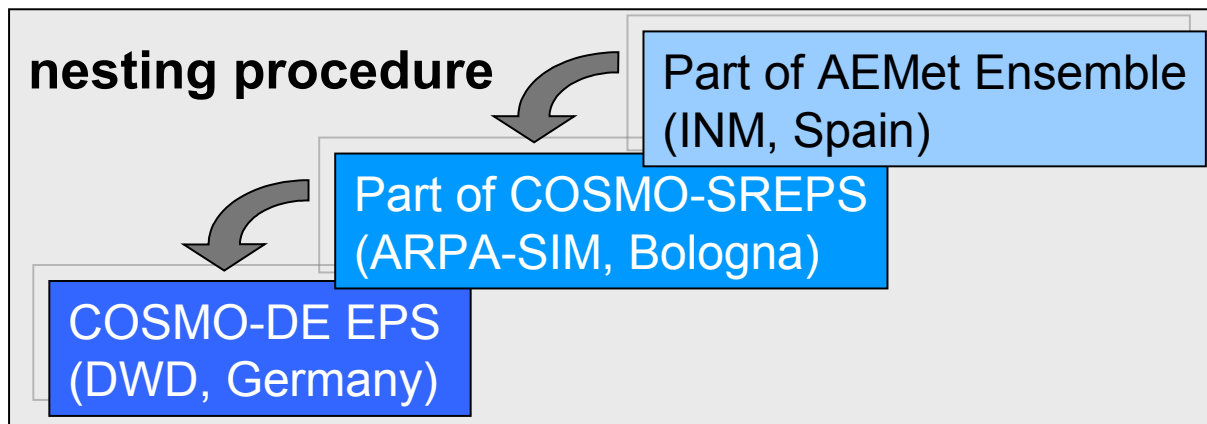 nesting procedure
Part of AEMet Ensemble
(INM, Spain)
Part of COSMO-SREPS
(ARPA-SIM, Bologna)
COSMO-DE EPS
(DWD, Germany)